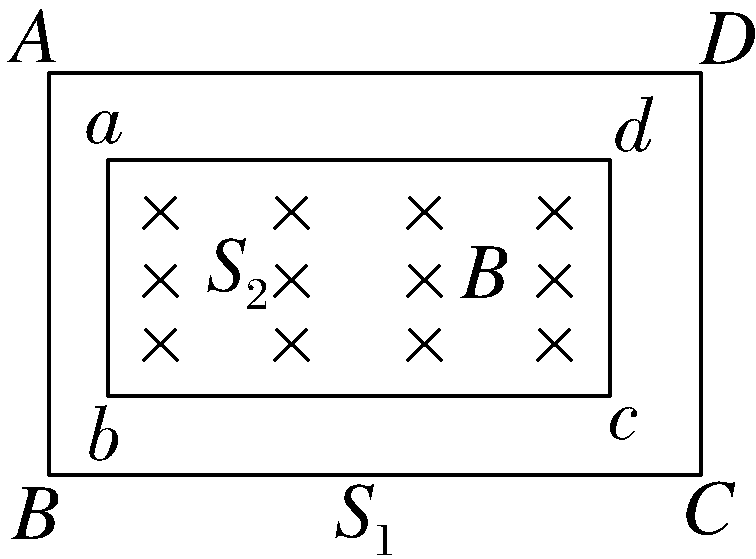 A D
a d
× × × ×
S₂ B
× × × ×
× × × ×
b c
B S₁ C